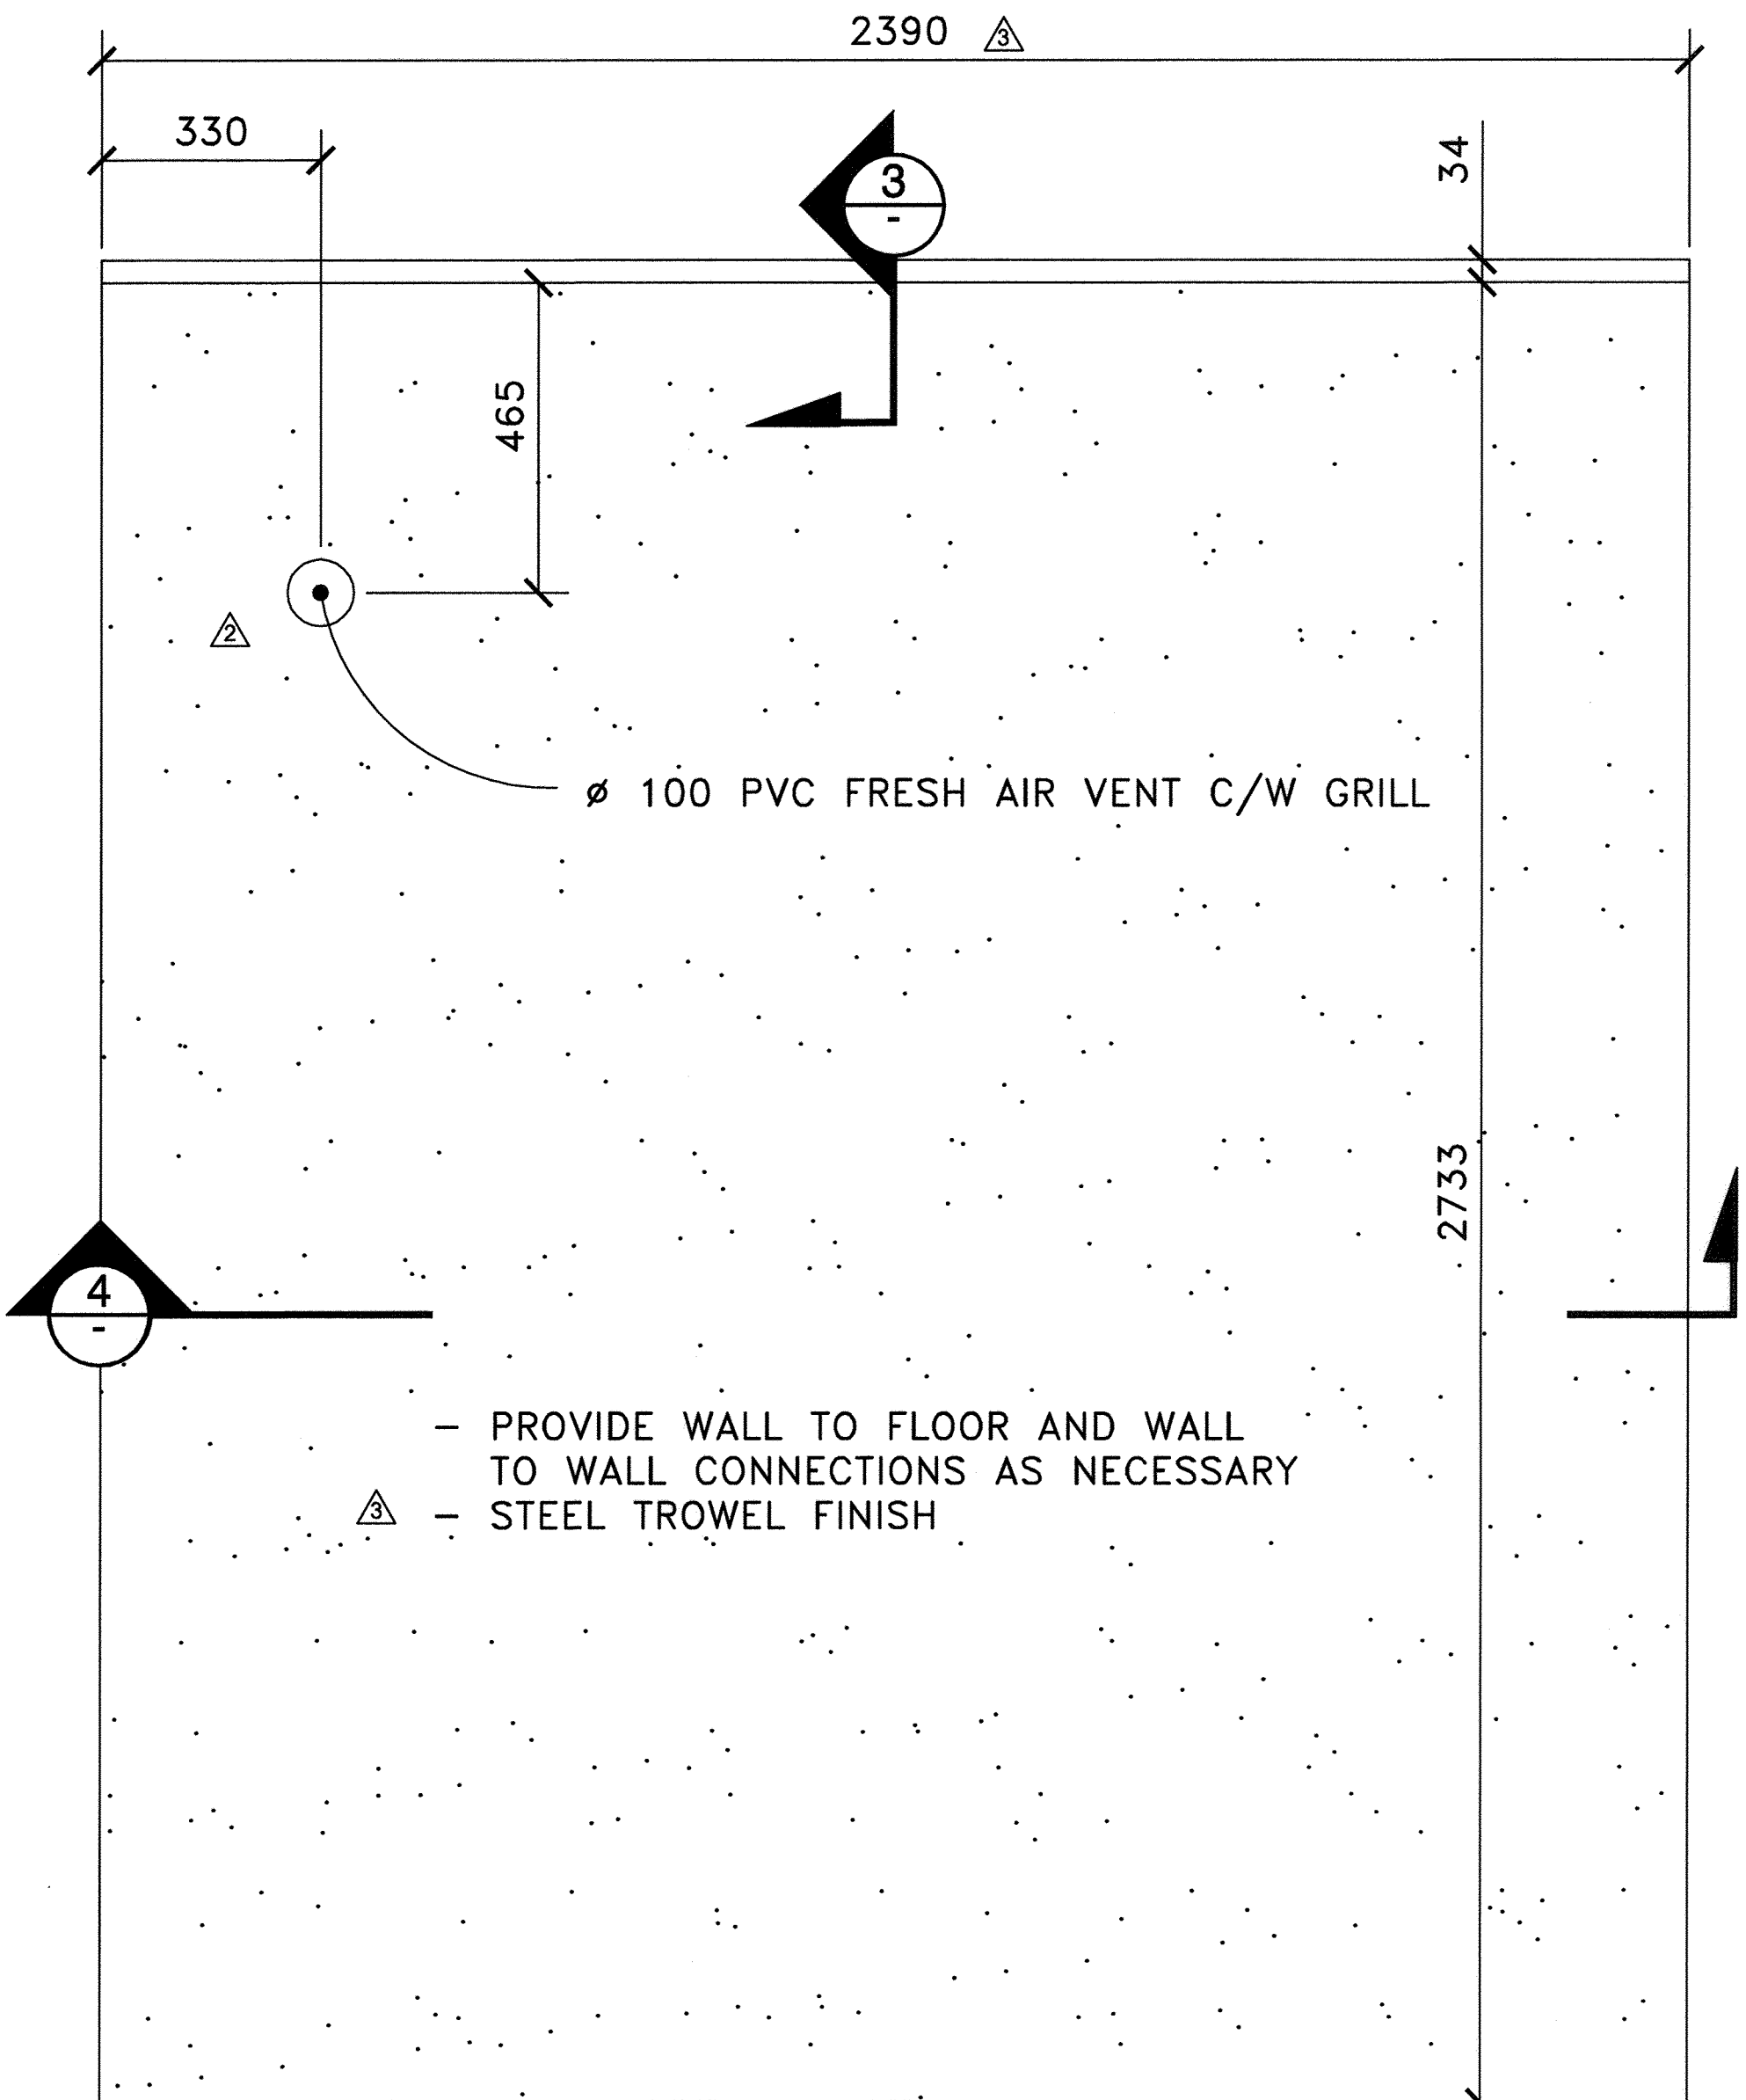 2390 3
330
34
3
-
465
2
ø 100 PVC FRESH AIR VENT C/W GRILL
2733
4
-
- PROVIDE WALL TO FLOOR AND WALL
TO WALL CONNECTIONS AS NECESSARY
3 - STEEL TROWEL FINISH